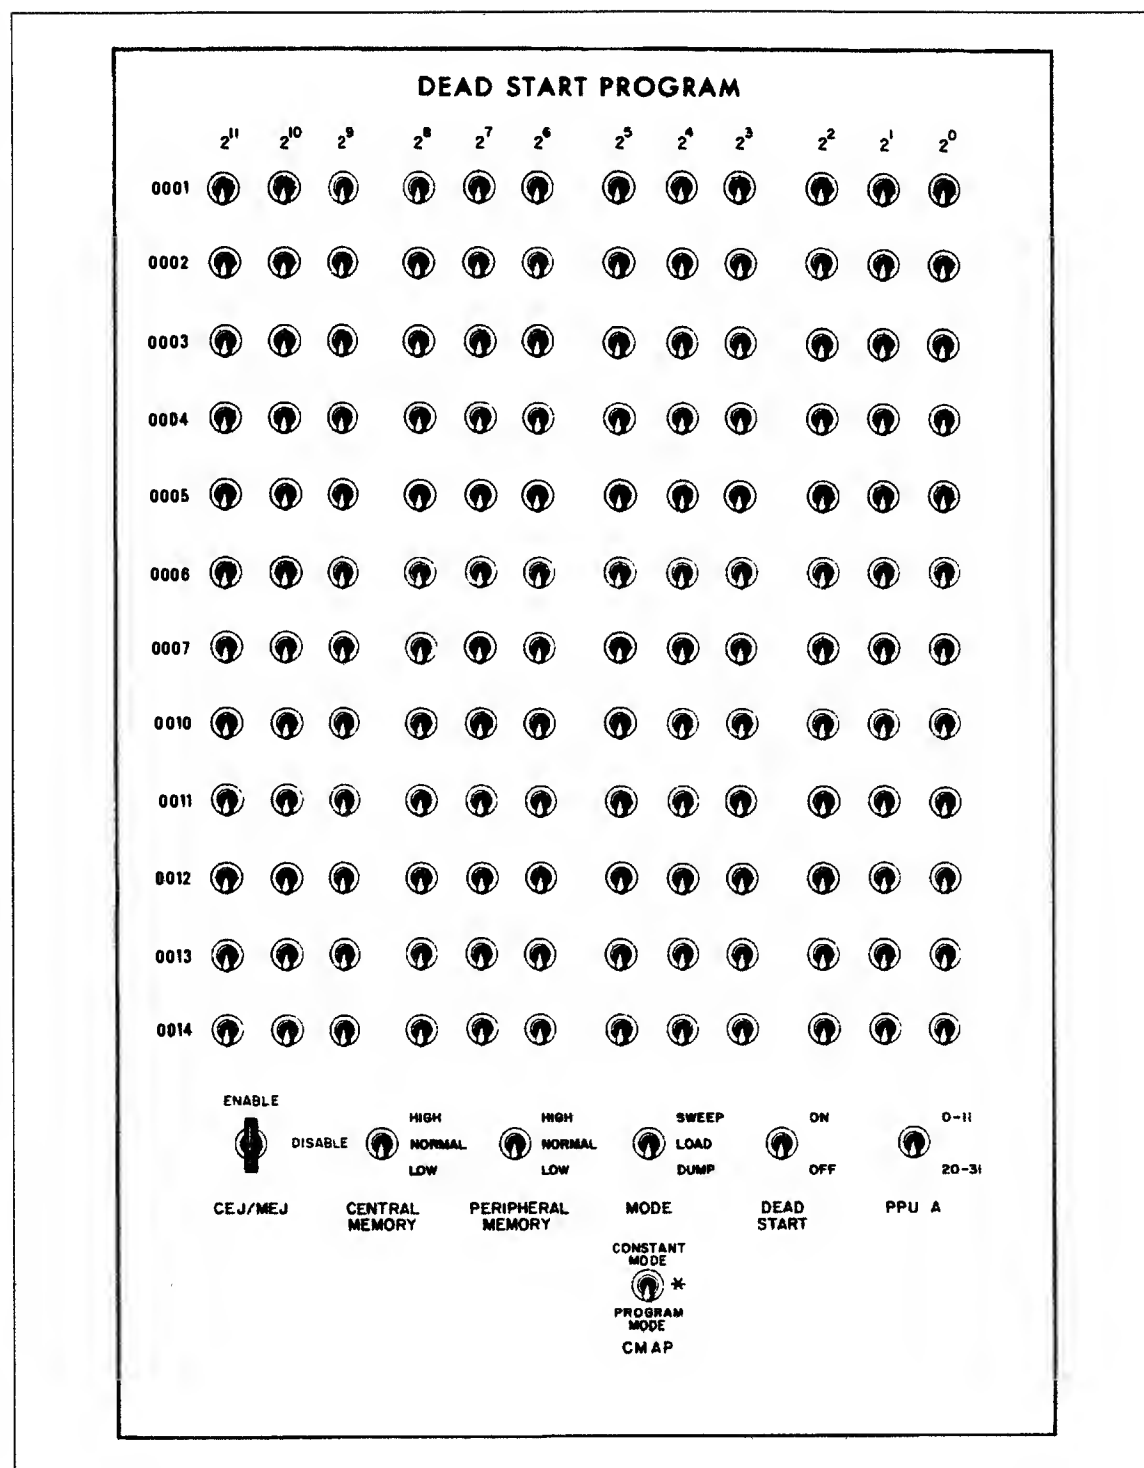 DEAD START PROGRAM
2¹¹ 2¹⁰ 2⁹ 2⁸ 2⁷ 2⁶ 2⁵ 2⁴ 2³ 2² 2¹ 2⁰
0001
0002
0003
0004
0005
0006
0007
0010
0011
0012
0013
0014
ENABLE
DISABLE
CEJ/MEJ
HIGH
NORMAL
LOW
CENTRAL
MEMORY
HIGH
NORMAL
LOW
PERIPHERAL
MEMORY
SWEEP
LOAD
DUMP
MODE
ON
OFF
DEAD
START
0-11
20-31
PPU A
CONSTANT
MODE
*
PROGRAM
MODE
CMAP